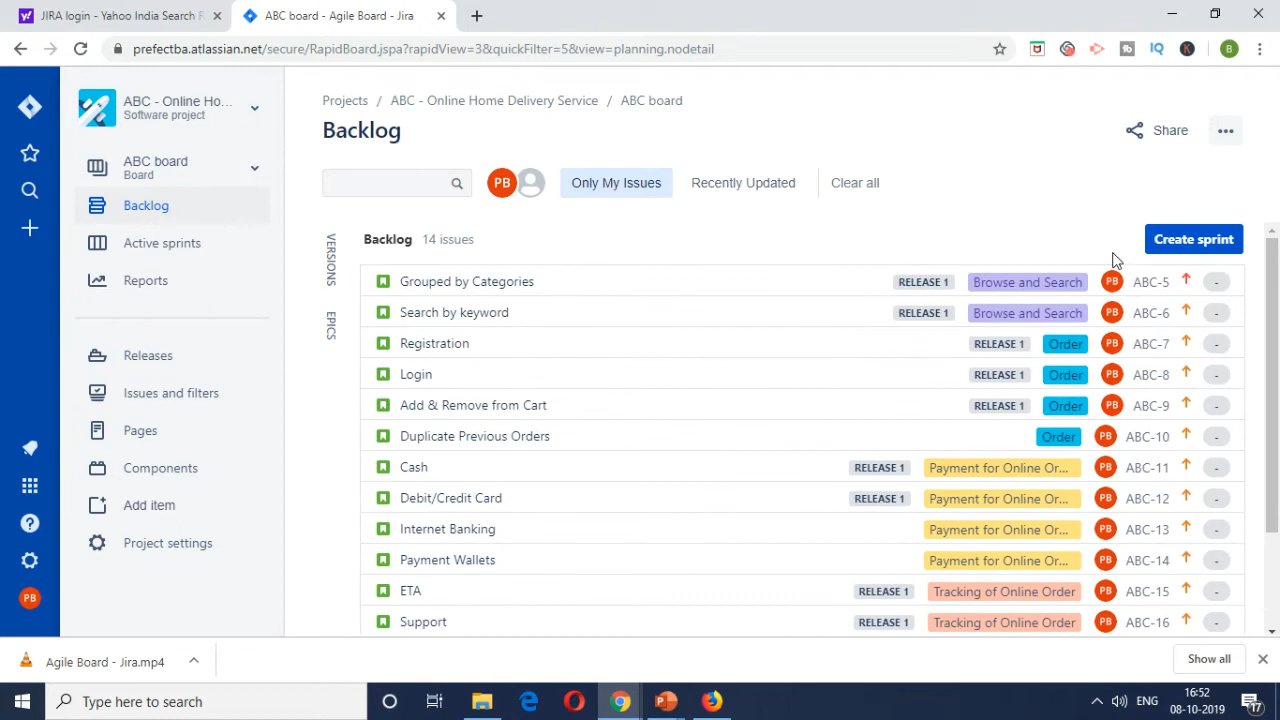 JIRA login - Yahoo India Search R
ABC board - Agile Board - Jira
prefectba.atlassian.net/secure/RapidBoard.jspa?rapidView=3&quickFilter=5&view=planning.nodetail
IQ
K
B
ABC - Online Ho...
Software project
ABC board
Board
Backlog
Active sprints
Reports
Releases
Issues and filters
Pages
Components
Add item
Project settings
PB
Projects / ABC - Online Home Delivery Service / ABC board
Backlog
Share
PB
Only My Issues
Recently Updated
Clear all
VERSIONS
EPICS
Backlog 14 issues
Create sprint
Grouped by Categories RELEASE 1 Browse and Search PB ABC-5 -
Search by keyword RELEASE 1 Browse and Search PB ABC-6 -
Registration RELEASE 1 Order PB ABC-7 -
Login RELEASE 1 Order PB ABC-8 -
Add & Remove from Cart RELEASE 1 Order PB ABC-9 -
Duplicate Previous Orders Order PB ABC-10 -
Cash RELEASE 1 Payment for Online Or... PB ABC-11 -
Debit/Credit Card RELEASE 1 Payment for Online Or... PB ABC-12 -
Internet Banking Payment for Online Or... PB ABC-13 -
Payment Wallets Payment for Online Or... PB ABC-14 -
ETA RELEASE 1 Tracking of Online Order PB ABC-15 -
Support RELEASE 1 Tracking of Online Order PB ABC-16 -
Agile Board - Jira.mp4
Show all
Type here to search
ENG
16:52
08-10-2019
17